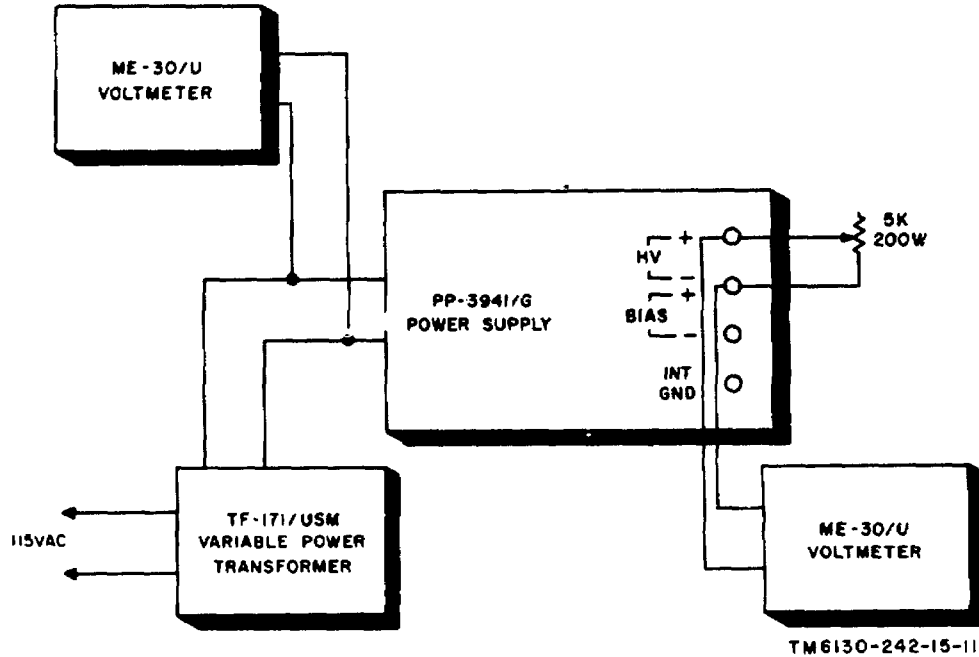 ME-30/U
VOLTMETER
5K
200W
+
HV
-
+
BIAS
-
PP-3941/G
POWER SUPPLY
INT
GND
115VAC
TF-171/USM
VARIABLE POWER
TRANSFORMER
ME-30/U
VOLTMETER
TM6130-242-15-11